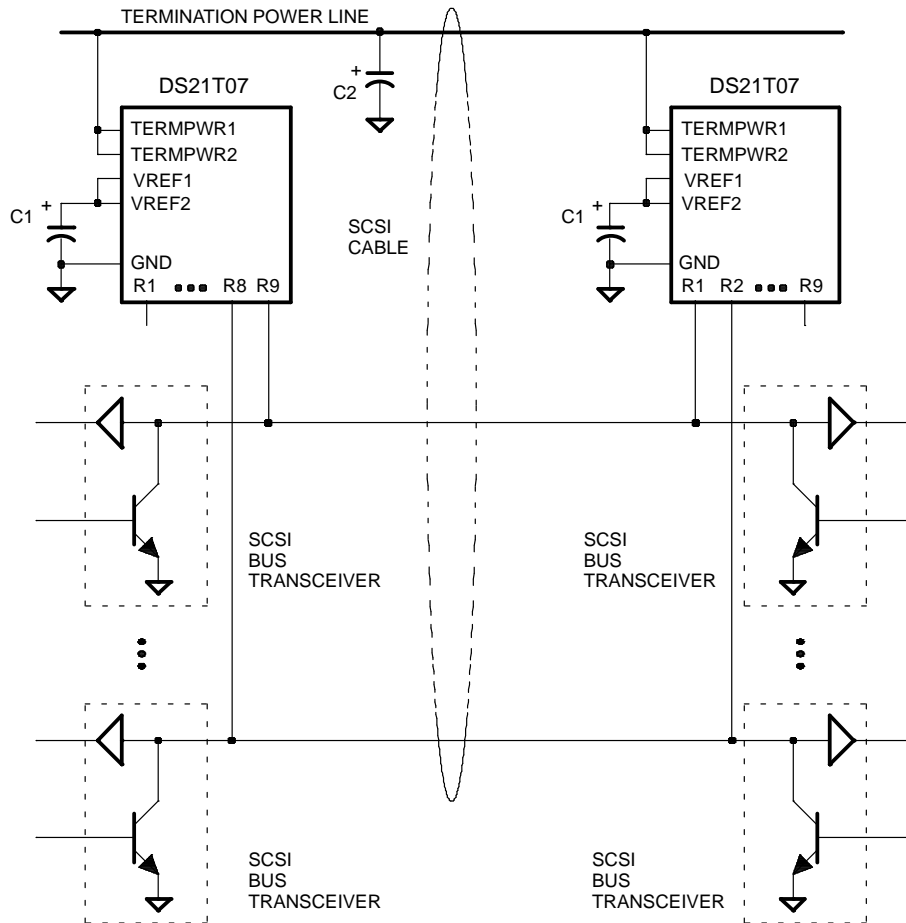 TERMINATION POWER LINE
+
C2
DS21T07
TERMPWR1
TERMPWR2
VREF1
VREF2
GND
R1 ••• R8 R9
+
C1
SCSI
CABLE
DS21T07
TERMPWR1
TERMPWR2
VREF1
VREF2
GND
R1 R2 ••• R9
+
C1
SCSI
BUS
TRANSCEIVER
SCSI
BUS
TRANSCEIVER
SCSI
BUS
TRANSCEIVER
SCSI
BUS
TRANSCEIVER